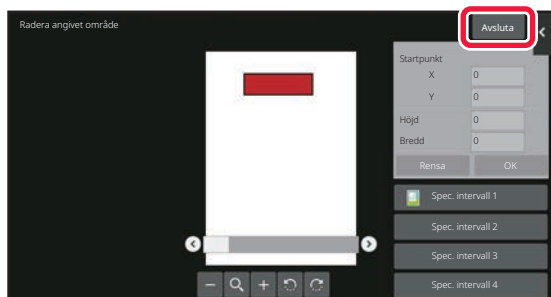 Radera angivet område
Avsluta
Startpunkt
X 0
Y 0
Höjd 0
Bredd 0
Rensa OK
Spec. intervall 1
Spec. intervall 2
Spec. intervall 3
Spec. intervall 4